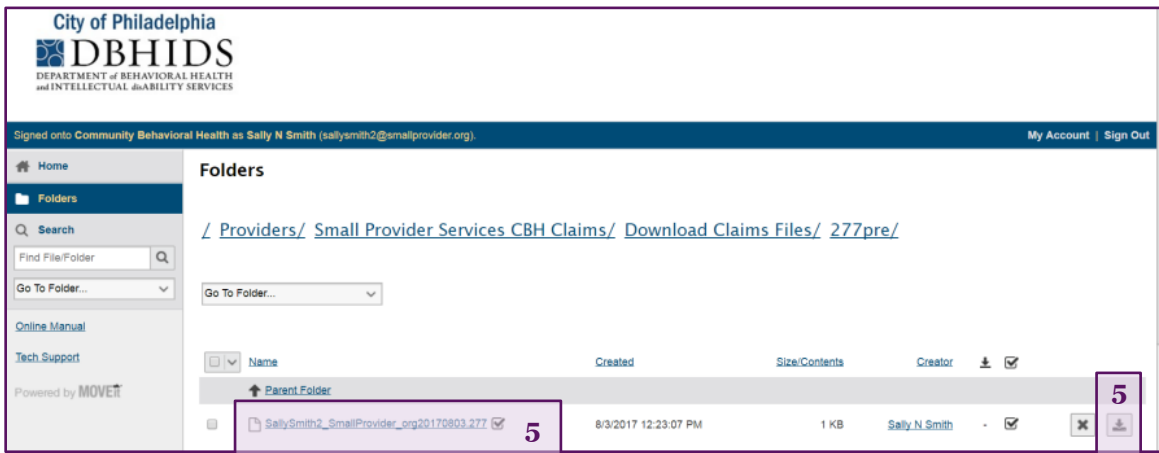 City of Philadelphia
DBHIDS
DEPARTMENT of BEHAVIORAL HEALTH
and INTELLECTUAL disABILITY SERVICES
Signed onto Community Behavioral Health as Sally N Smith (sallysmith2@smallprovider.org).
My Account | Sign Out
Home
Folders
Search
Find File/Folder
Go To Folder...
Online Manual
Tech Support
Powered by MOVEit
Folders
/ Providers/ Small Provider Services CBH Claims/ Download Claims Files/ 277pre/
Go To Folder...
Name Created Size/Contents Creator
Parent Folder
SallySmith2_SmallProvider_org20170803.277 5 8/3/2017 12:23:07 PM 1 KB Sally N Smith - 5